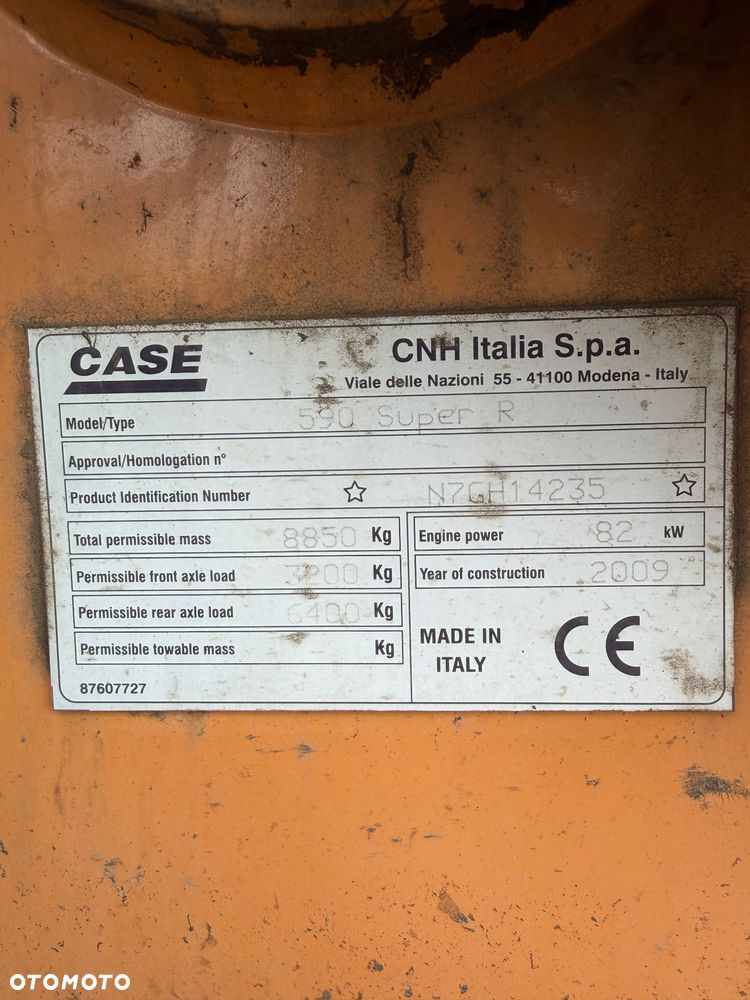 CASE
CNH Italia S.p.a.
Viale delle Nazioni 55 - 41100 Modena - Italy
Model/Type 590 Super R
Approval/Homologation n°
Product Identification Number ☆ N7GH14235 ☆
Total permissible mass 8850 Kg
Engine power 82 kW
Permissible front axle load 3200 Kg
Year of construction 2009
Permissible rear axle load 6400 Kg
Permissible towable mass Kg
MADE IN
ITALY
CE
87607727
OTOMOTO